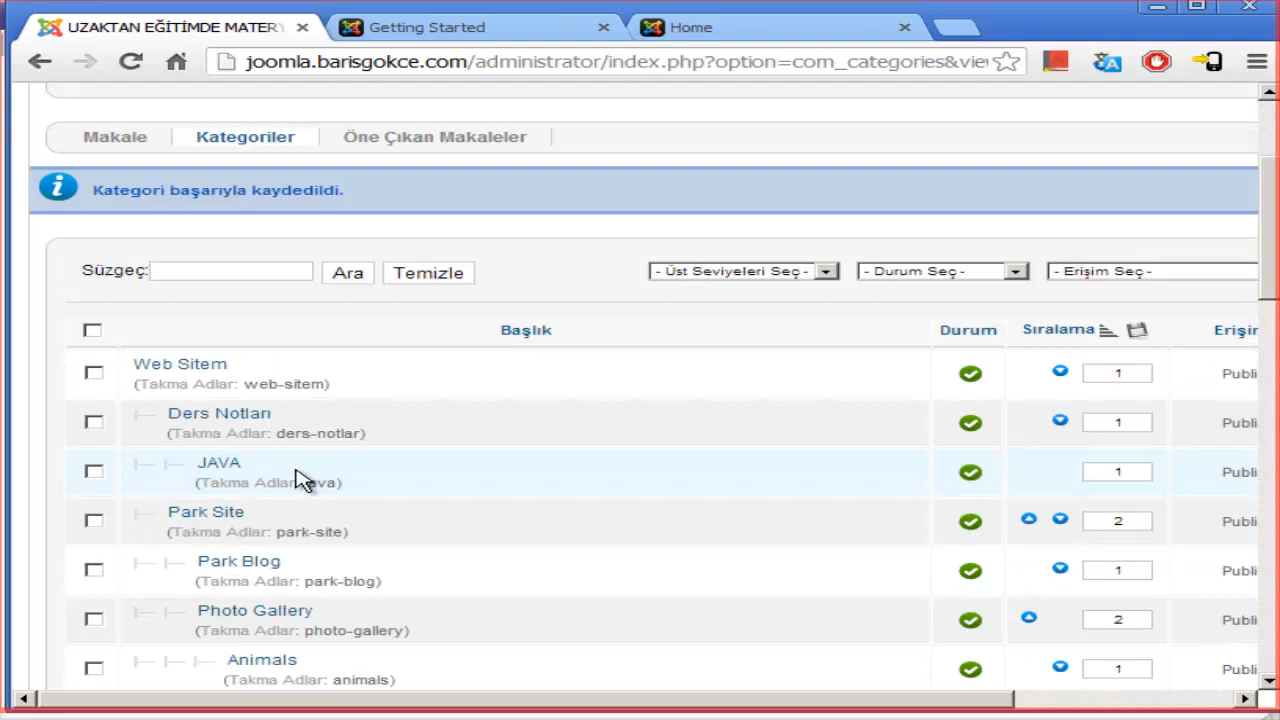 UZAKTAN EĞİTİMDE MATERY
Getting Started
Home
joomla.barisgokce.com/administrator/index.php?option=com_categories&vie
Makale
Kategoriler
Öne Çıkan Makaleler
Kategori başarıyla kaydedildi.
Süzgeç:
Ara
Temizle
- Üst Seviyeleri Seç -
- Durum Seç -
- Erişim Seç -
Başlık
Durum
Sıralama
Erişir
Web Sitem
(Takma Adlar: web-sitem)
1
Publi
Ders Notları
(Takma Adlar: ders-notlar)
1
Publi
JAVA
(Takma Adlar: java)
1
Publi
Park Site
(Takma Adlar: park-site)
2
Publi
Park Blog
(Takma Adlar: park-blog)
1
Publi
Photo Gallery
(Takma Adlar: photo-gallery)
2
Publi
Animals
(Takma Adlar: animals)
1
Publi